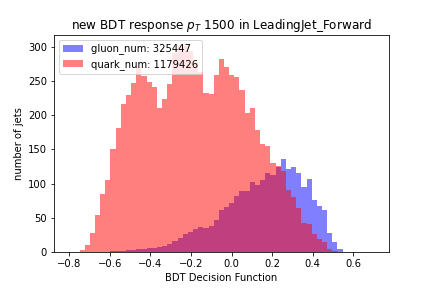 new BDT response p_T 1500 in LeadingJet_Forward
gluon_num: 325447
quark_num: 1179426
number of jets
300
250
200
150
100
50
0
−0.8 −0.6 −0.4 −0.2 0.0 0.2 0.4 0.6
BDT Decision Function